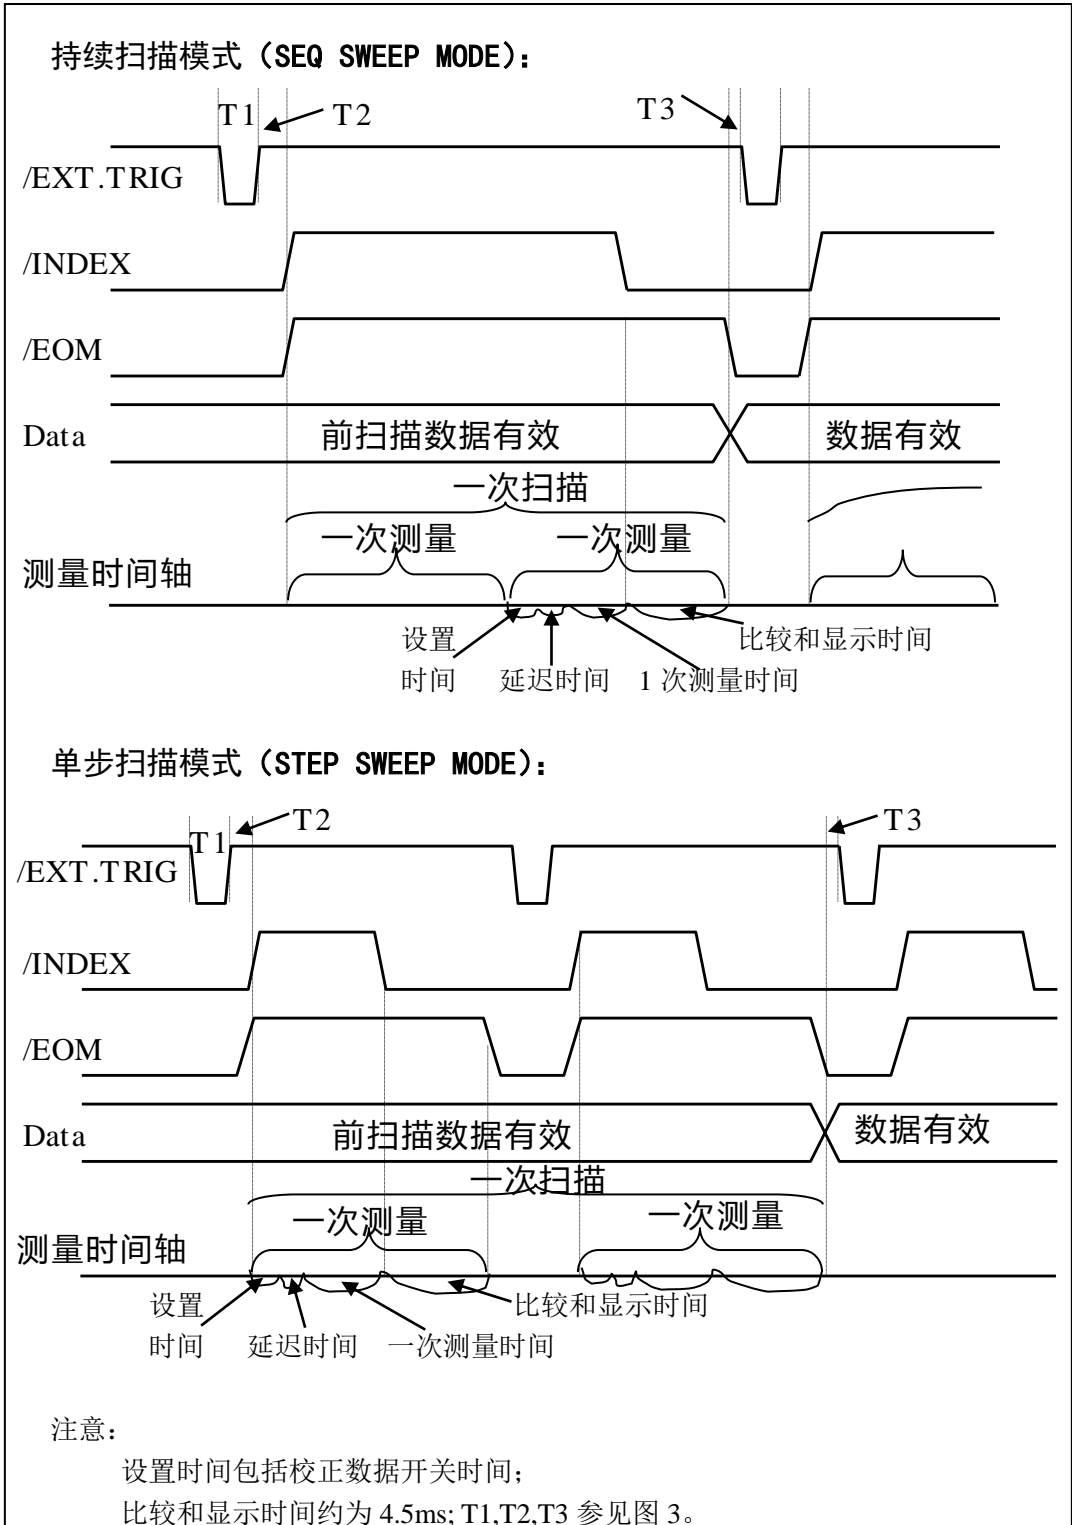 持续扫描模式（SEQ SWEEP MODE）：
T1
T2
T3
/EXT.TRIG
/INDEX
/EOM
Data
前扫描数据有效
数据有效
一次扫描
一次测量
一次测量
测量时间轴
设置
时间
延迟时间
1 次测量时间
比较和显示时间
单步扫描模式（STEP SWEEP MODE）：
T1
T2
T3
/EXT.TRIG
/INDEX
/EOM
Data
前扫描数据有效
数据有效
一次扫描
一次测量
一次测量
测量时间轴
设置
时间
延迟时间
一次测量时间
比较和显示时间
注意：
设置时间包括校正数据开关时间；
比较和显示时间约为 4.5ms; T1,T2,T3 参见图 3。